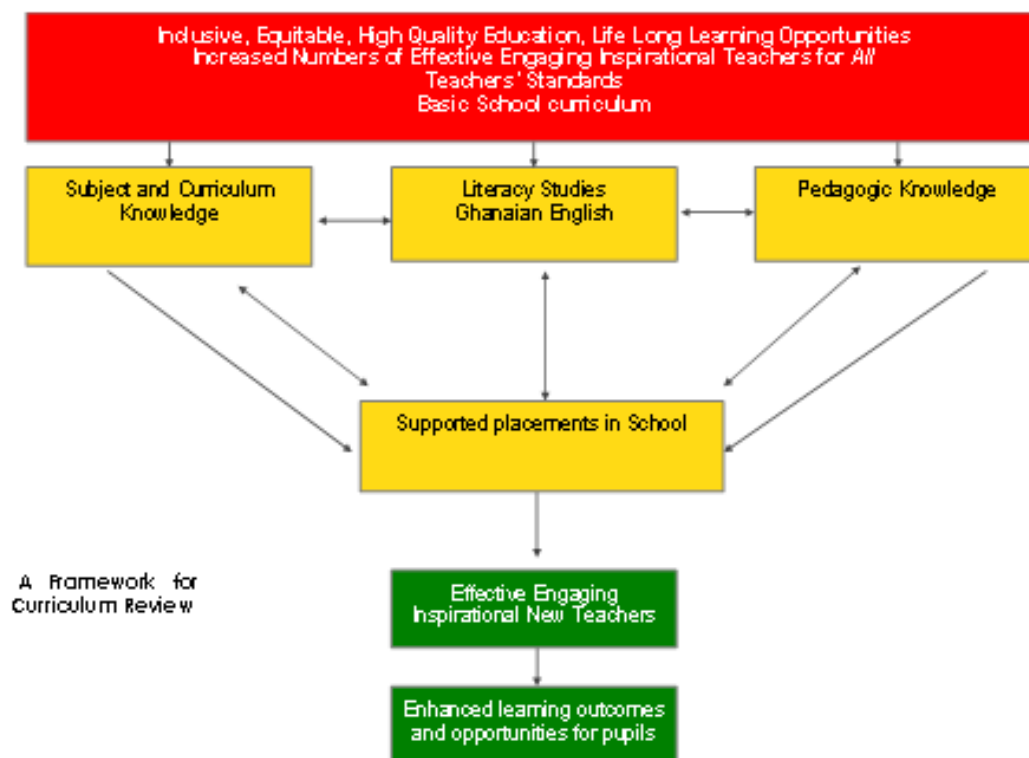 Inclusive, Equitable, High Quality Education, Life Long Learning Opportunities
Increased Numbers of Effective Engaging Inspirational Teachers for All
Teachers' Standards
Basic School curriculum
Subject and Curriculum
Knowledge
Literacy Studies
Ghanaian English
Pedagogic Knowledge
Supported placements in School
A Framework for
Curriculum Review
Effective Engaging
Inspirational New Teachers
Enhanced learning outcomes
and opportunities for pupils